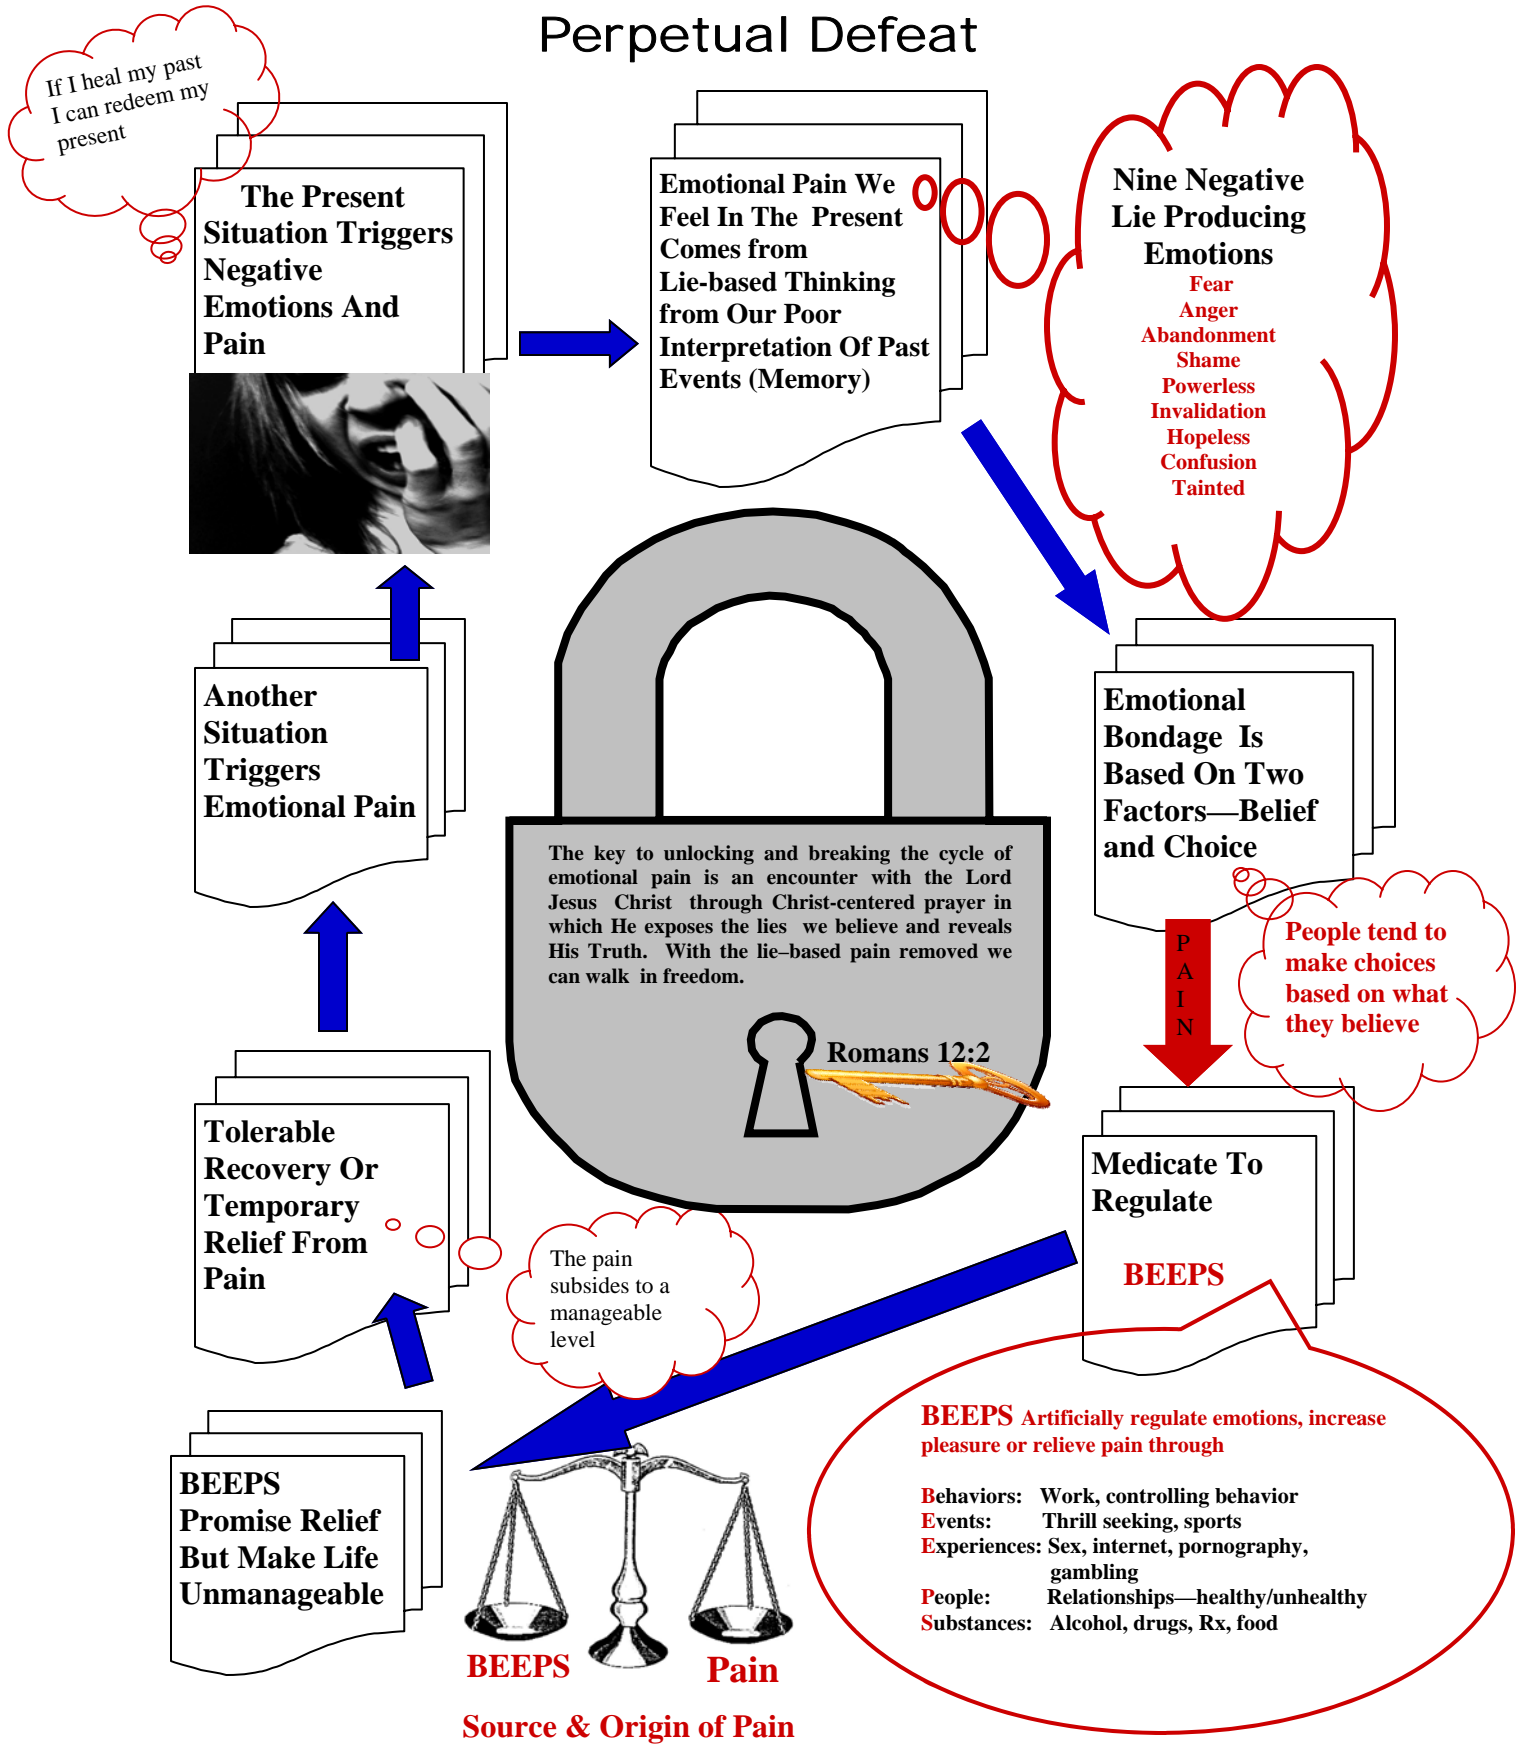 Perpetual Defeat
If I heal my past
I can redeem my
present
The Present
Situation Triggers
Negative
Emotions And
Pain
Emotional Pain We
Feel In The Present
Comes from
Lie-based Thinking
from Our Poor
Interpretation Of Past
Events (Memory)
Nine Negative
Lie Producing
Emotions
Fear
Anger
Abandonment
Shame
Powerless
Invalidation
Hopeless
Confusion
Tainted
Emotional
Bondage Is
Based On Two
Factors—Belief
and Choice
People tend to
make choices
based on what
they believe
P
A
I
N
Medicate To
Regulate
BEEPS
BEEPS Artificially regulate emotions, increase
pleasure or relieve pain through
Behaviors: Work, controlling behavior
Events: Thrill seeking, sports
Experiences: Sex, internet, pornography,
gambling
People: Relationships—healthy/unhealthy
Substances: Alcohol, drugs, Rx, food
BEEPS
Promise Relief
But Make Life
Unmanageable
BEEPS
Pain
Source & Origin of Pain
Tolerable
Recovery Or
Temporary
Relief From
Pain
The pain
subsides to a
manageable
level
Another
Situation
Triggers
Emotional Pain
The key to unlocking and breaking the cycle of
emotional pain is an encounter with the Lord
Jesus Christ through Christ-centered prayer in
which He exposes the lies we believe and reveals
His Truth. With the lie–based pain removed we
can walk in freedom.
Romans 12:2